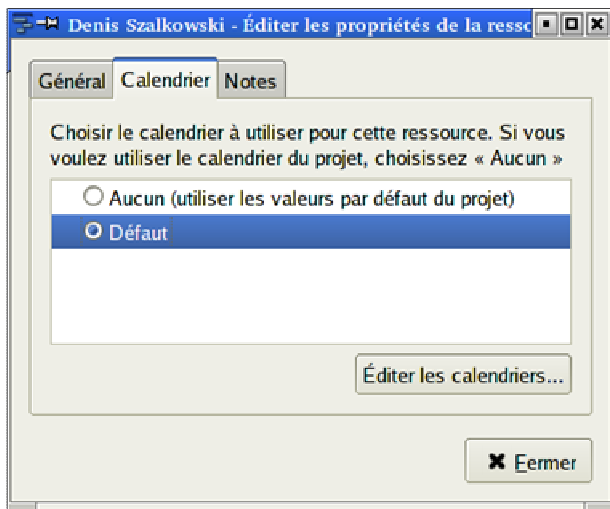 Denis Szalkowski - Éditer les propriétés de la resso
Général Calendrier Notes
Choisir le calendrier à utiliser pour cette ressource. Si vous
voulez utiliser le calendrier du projet, choisissez « Aucun »
Aucun (utiliser les valeurs par défaut du projet)
Défaut
Éditer les calendriers...
Fermer